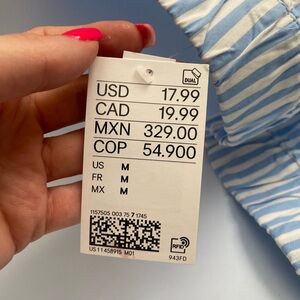 DUAL
USD 17.99
CAD 19.99
MXN 329.00
COP 54.900
US M
FR M
MX M
1157505 003 75 7 1745
RFID
US11458915 M01
943FD